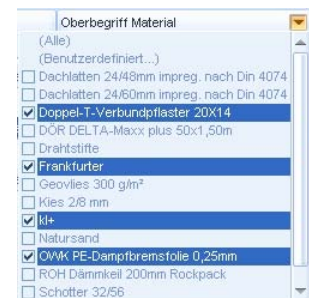 Oberbegriff Material
(Alle)
(Benutzerdefiniert...)
Dachlatten 24/48mm impreg. nach Din 4074
Dachlatten 24/60mm impreg. nach Din 4074
Doppel-T-Verbundpflaster 20X14
DÖR DELTA-Maxx plus 50x1,50m
Drahtstifte
Frankfurter
Geovlies 300 g/m²
Kies 2/8 mm
kl+
Natursand
OWK PE-Dampfbremsfolie 0,25mm
ROH Dämmkeil 200mm Rockpack
Schotter 32/56